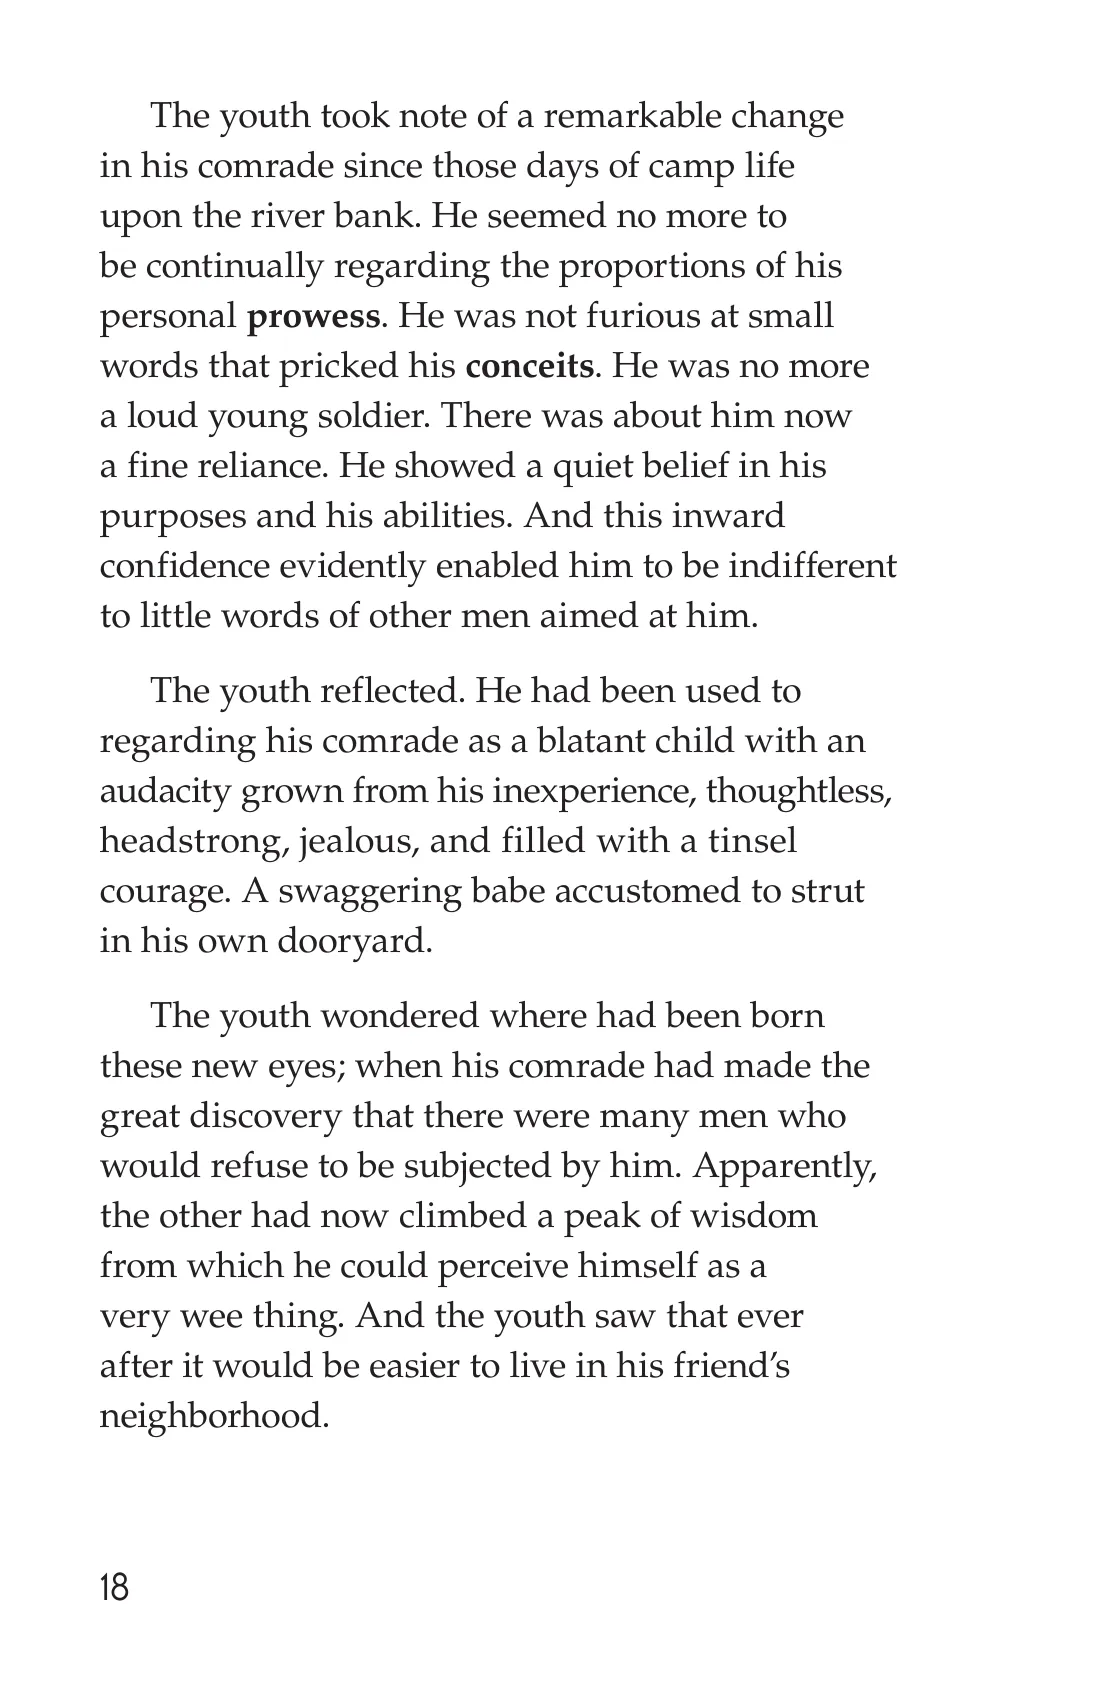 The youth took note of a remarkable change
in his comrade since those days of camp life
upon the river bank. He seemed no more to
be continually regarding the proportions of his
personal prowess. He was not furious at small
words that pricked his conceits. He was no more
a loud young soldier. There was about him now
a fine reliance. He showed a quiet belief in his
purposes and his abilities. And this inward
confidence evidently enabled him to be indifferent
to little words of other men aimed at him.
The youth reflected. He had been used to
regarding his comrade as a blatant child with an
audacity grown from his inexperience, thoughtless,
headstrong, jealous, and filled with a tinsel
courage. A swaggering babe accustomed to strut
in his own dooryard.
The youth wondered where had been born
these new eyes; when his comrade had made the
great discovery that there were many men who
would refuse to be subjected by him. Apparently,
the other had now climbed a peak of wisdom
from which he could perceive himself as a
very wee thing. And the youth saw that ever
after it would be easier to live in his friend’s
neighborhood.
18